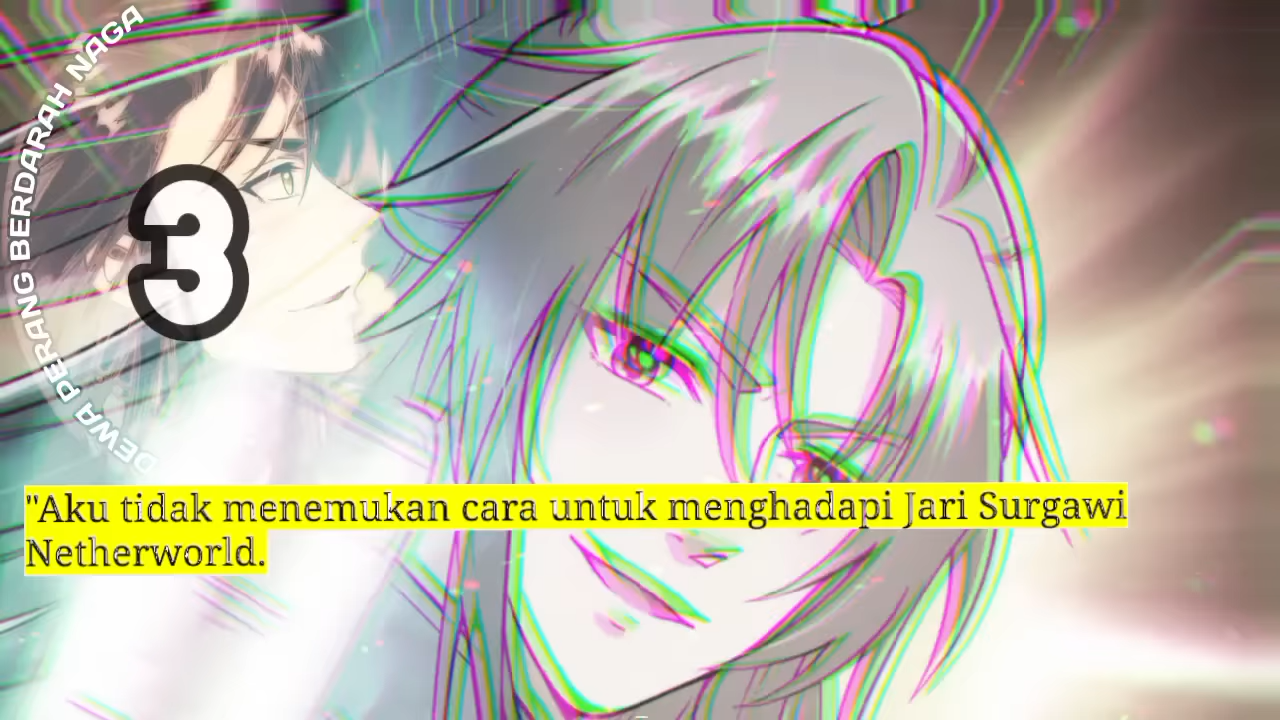 DEWA PERANG BERDARAH NAGA
3
"Aku tidak menemukan cara untuk menghadapi Jari Surgawi
Netherworld.